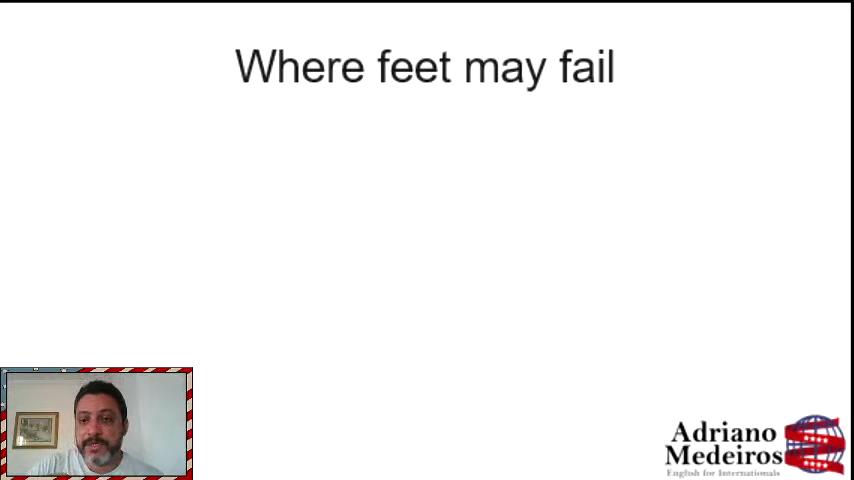 Where feet may fail
Adriano
Medeiros
English for Internationals